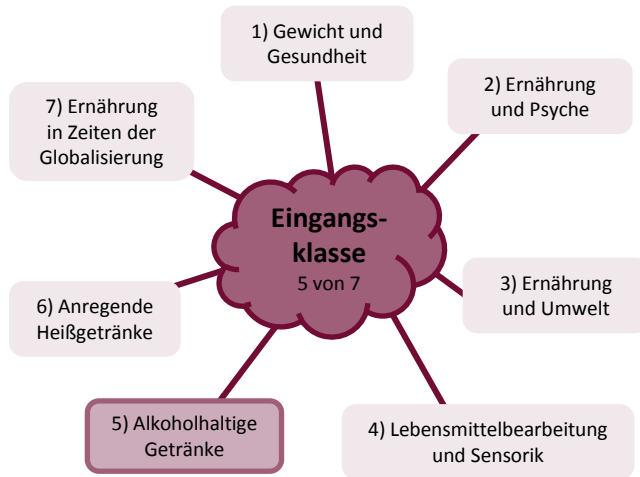 1) Gewicht und
Gesundheit
2) Ernährung
und Psyche
3) Ernährung
und Umwelt
4) Lebensmittelbearbeitung
und Sensorik
5) Alkoholhaltige
Getränke
6) Anregende
Heißgetränke
7) Ernährung
in Zeiten der
Globalisierung
Eingangs-
klasse
5 von 7